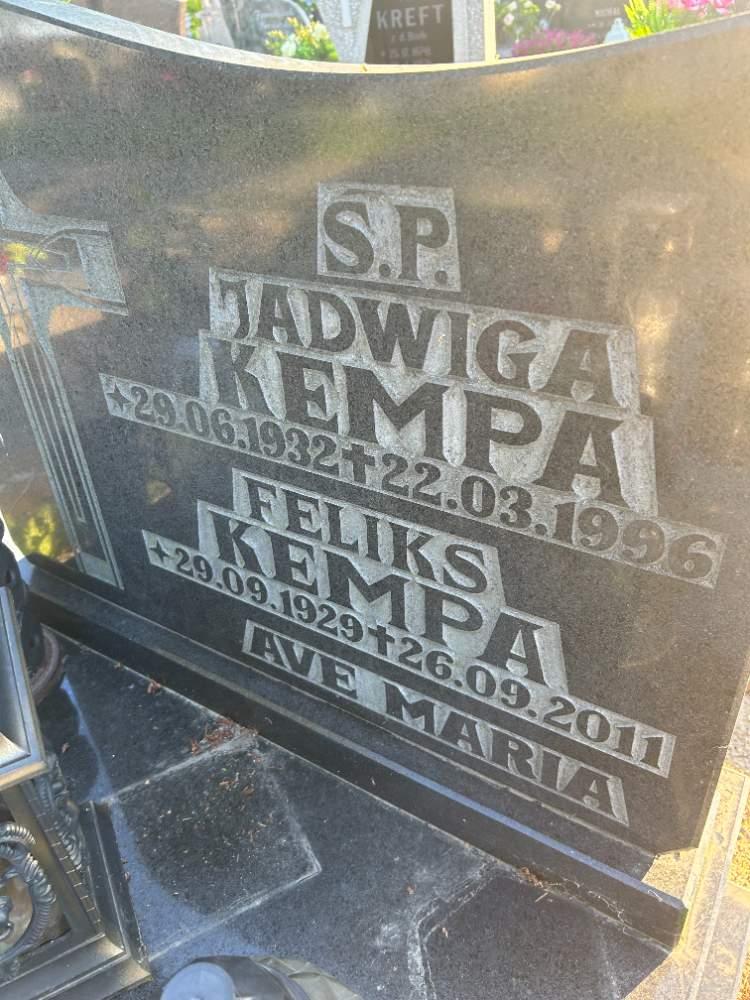 KREFT
S.P.
JADWIGA
KEMPA
✦29.06.1932✝22.03.1996
FELIKS
KEMPA
✦29.09.1929✝26.09.2011
AVE MARIA